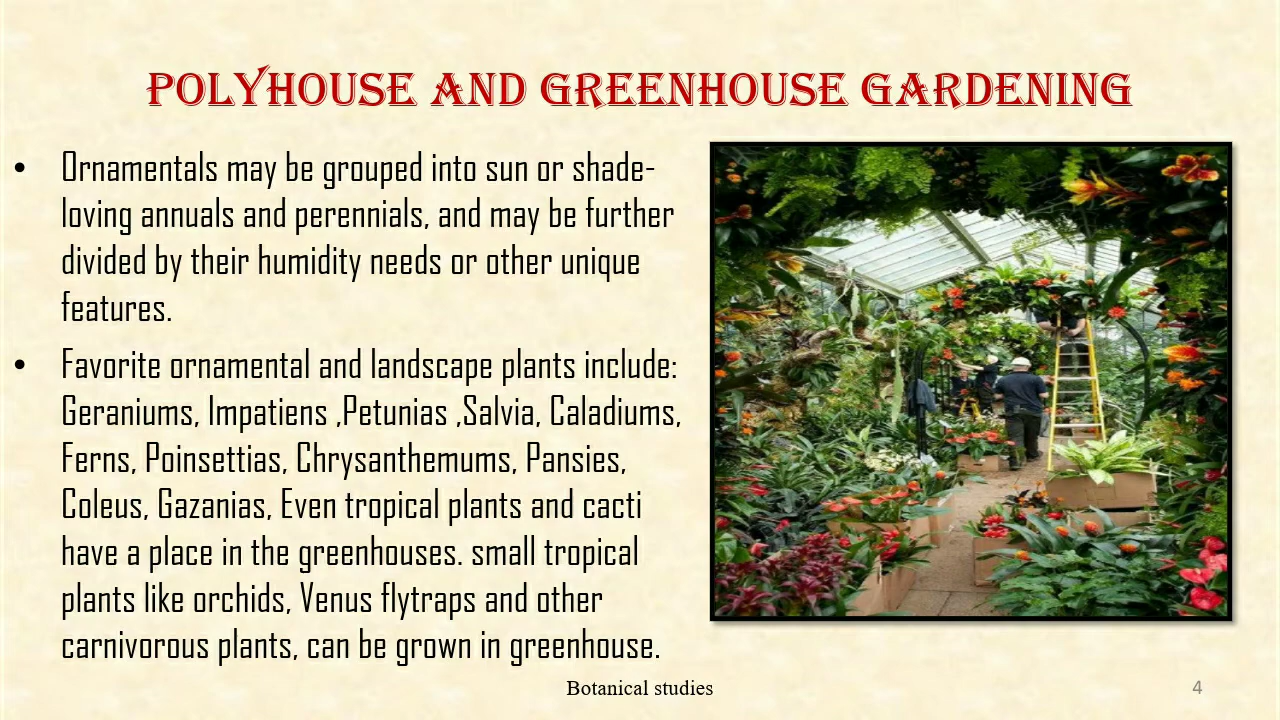 POLYHOUSE AND GREENHOUSE GARDENING
• Ornamentals may be grouped into sun or shade-
loving annuals and perennials, and may be further
divided by their humidity needs or other unique
features.
• Favorite ornamental and landscape plants include:
Geraniums, Impatiens ,Petunias ,Salvia, Caladiums,
Ferns, Poinsettias, Chrysanthemums, Pansies,
Coleus, Gazanias, Even tropical plants and cacti
have a place in the greenhouses. small tropical
plants like orchids, Venus flytraps and other
carnivorous plants, can be grown in greenhouse.
Botanical studies
4